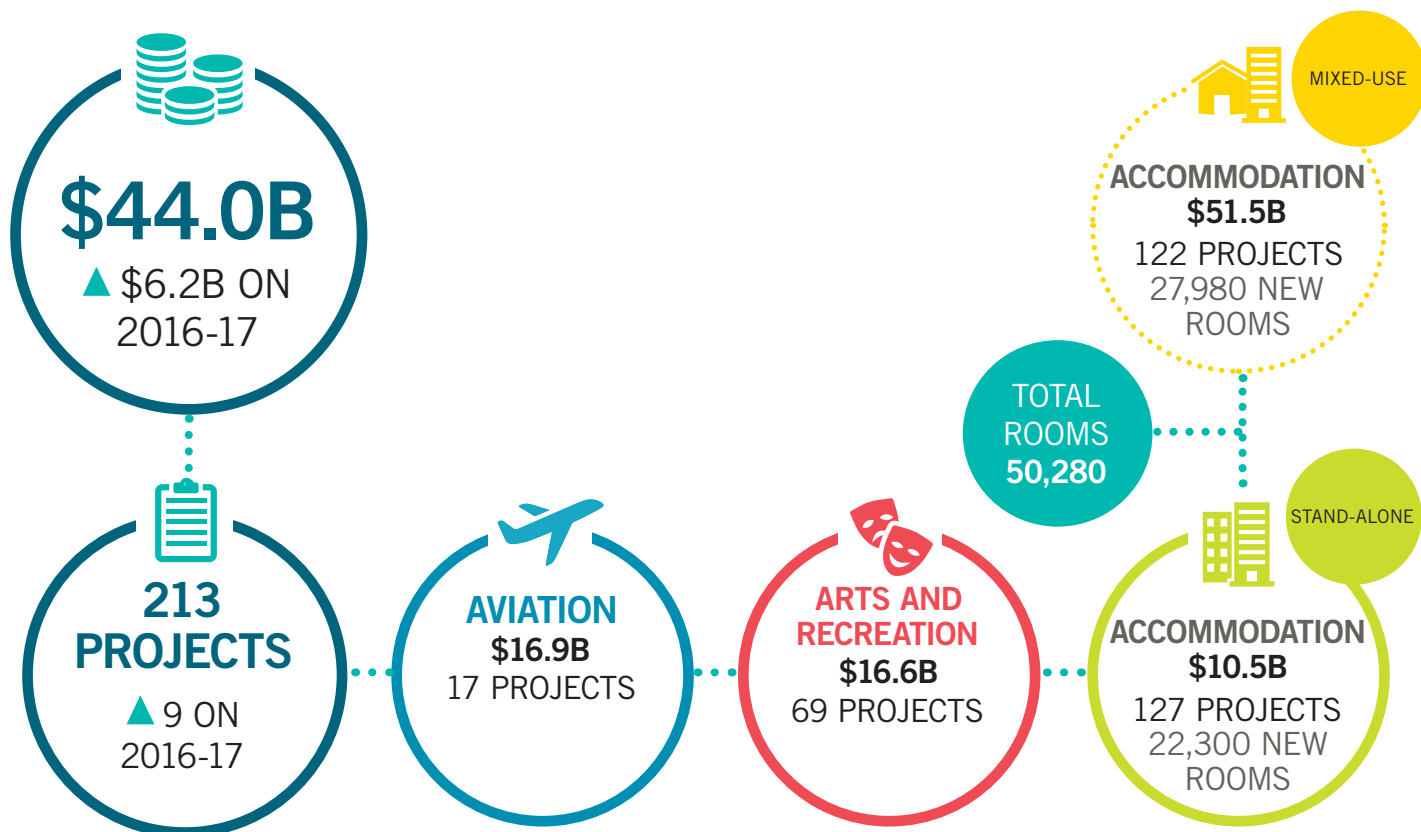 $44.0B
▲ $6.2B ON
2016-17
213
PROJECTS
▲ 9 ON
2016-17
AVIATION
$16.9B
17 PROJECTS
ARTS AND
RECREATION
$16.6B
69 PROJECTS
MIXED-USE
ACCOMMODATION
$51.5B
122 PROJECTS
27,980 NEW
ROOMS
TOTAL
ROOMS
50,280
STAND-ALONE
ACCOMMODATION
$10.5B
127 PROJECTS
22,300 NEW
ROOMS